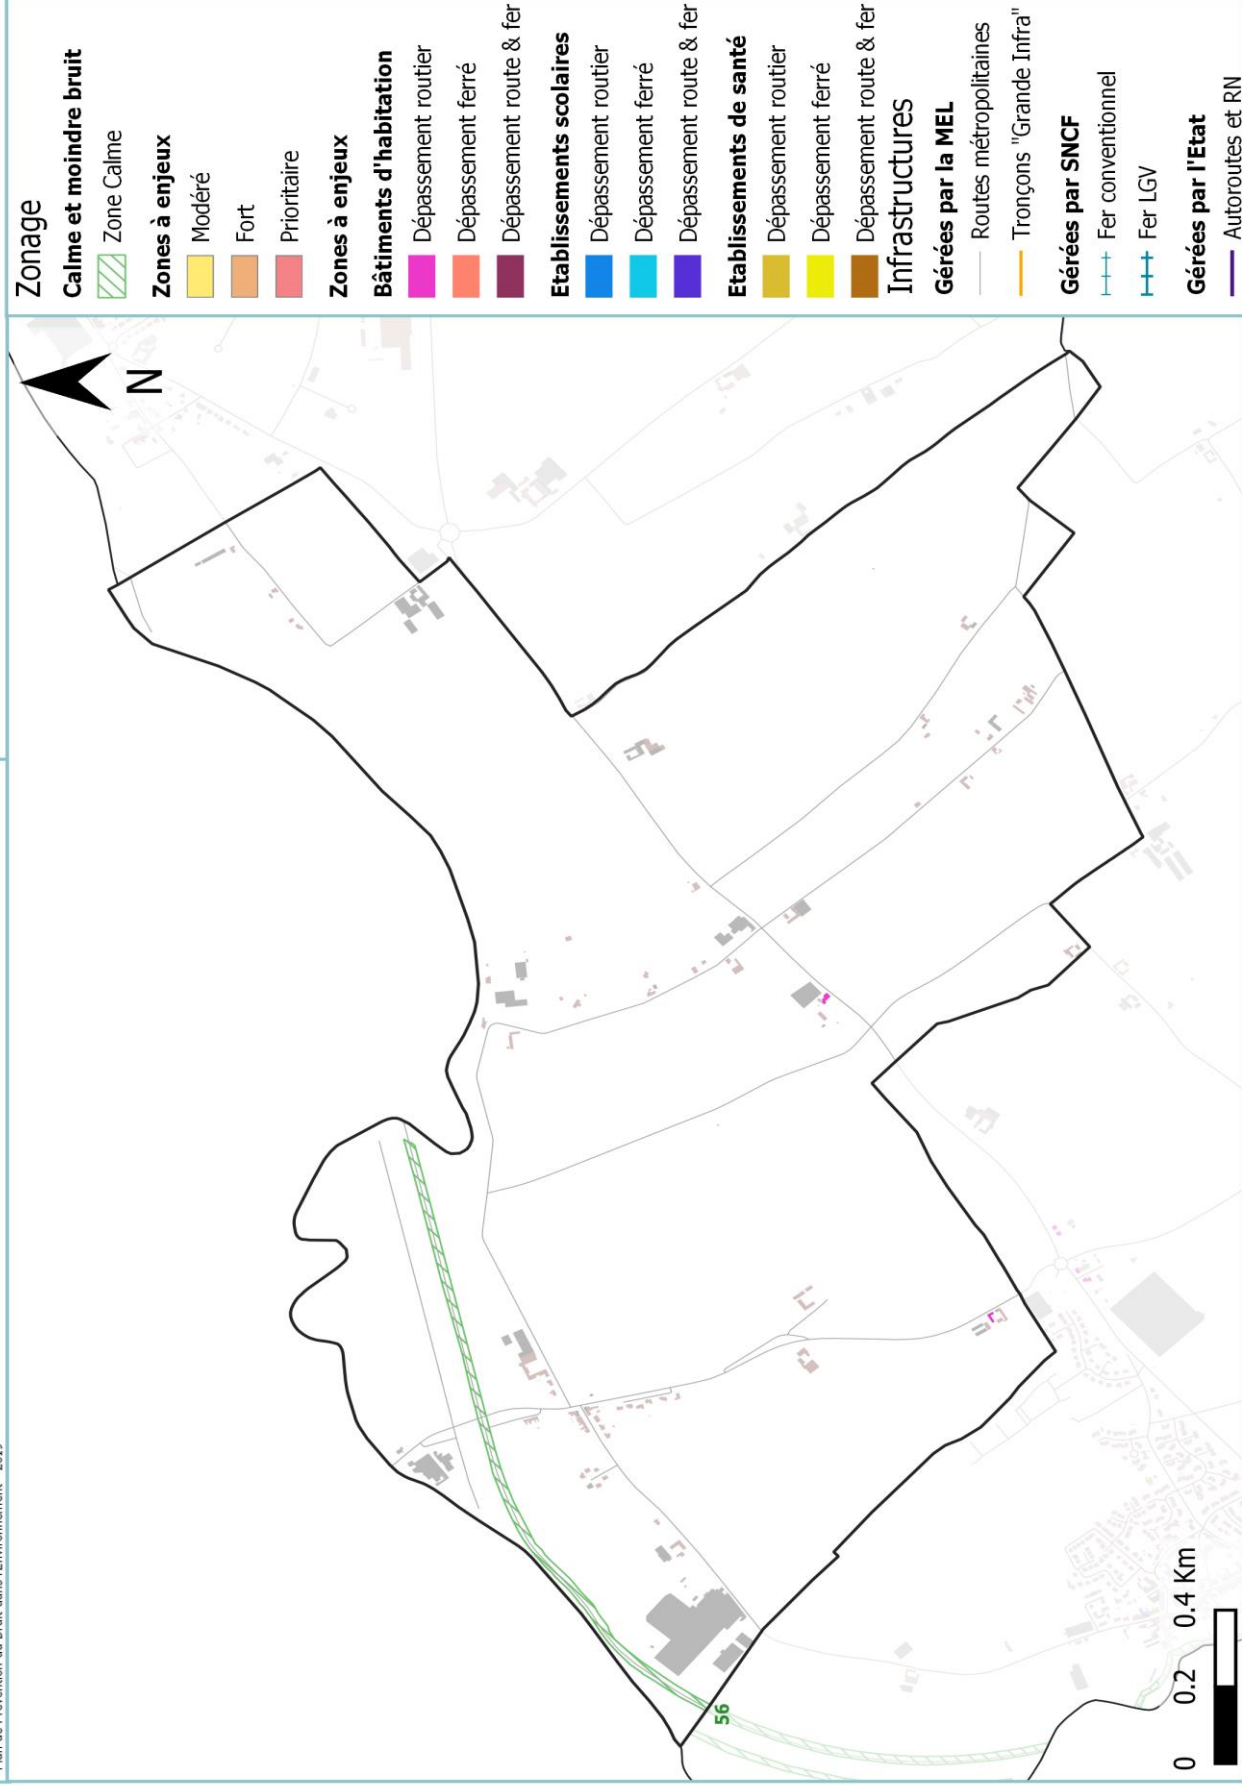 Zonage
Calme et moindre bruit
Zone Calme
Zones à enjeux
Modéré
Fort
Prioritaire
Zones à enjeux
Bâtiments d'habitation
Dépassement routier
Dépassement ferré
Dépassement route & fer
Etablissements scolaires
Dépassement routier
Dépassement ferré
Dépassement route & fer
Etablissements de santé
Dépassement routier
Dépassement ferré
Dépassement route & fer
Infrastructures
Gérées par la MEL
Routes métropolitaines
Tronçons "Grande Infra"
Gérées par SNCF
Fer conventionnel
Fer LGV
Gérées par l'Etat
Autoroutes et RN
N
56
0 0.2 0.4 Km